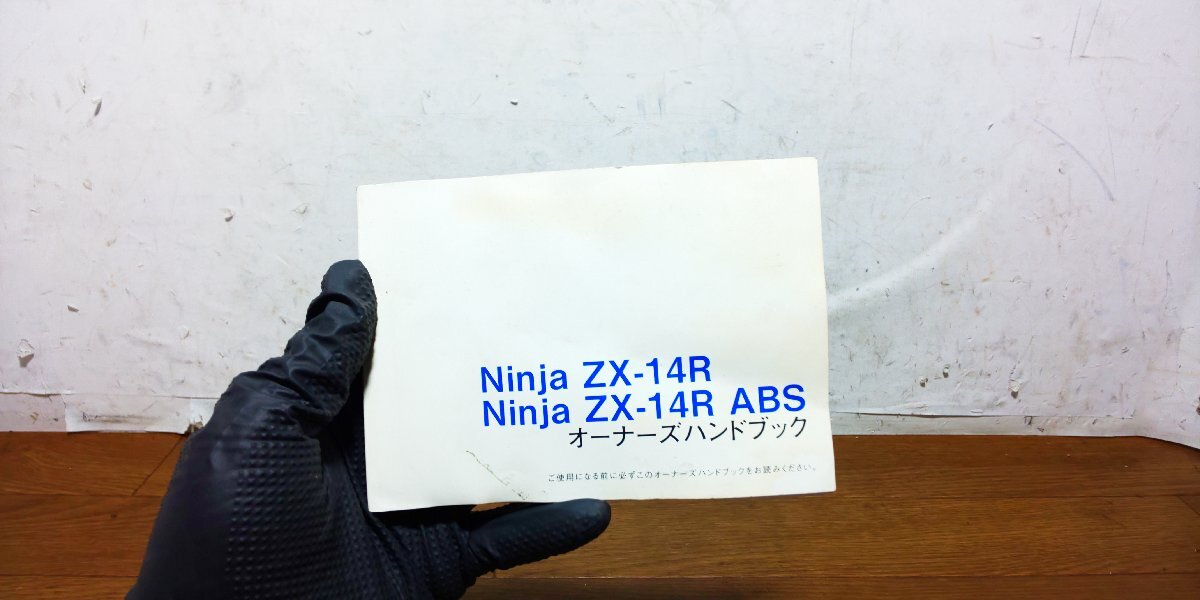 Ninja ZX-14R
Ninja ZX-14R ABS
オーナーズハンドブック
ご使用になる前に必ずこのオーナーズハンドブックをお読みください。